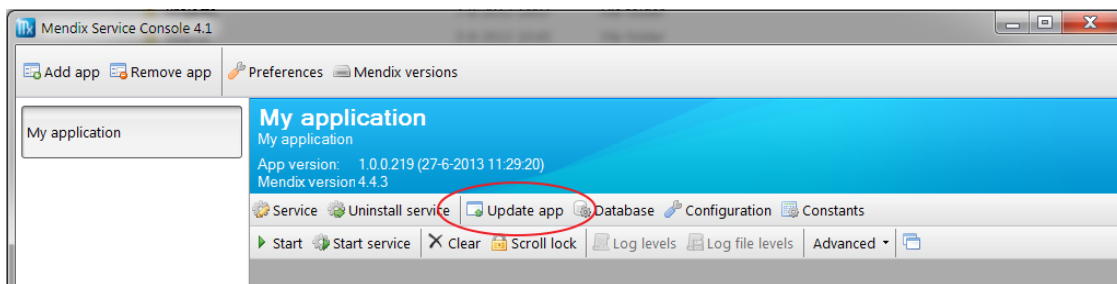 Mendix Service Console 4.1
Add app Remove app Preferences Mendix versions
My application
My application
My application
App version: 1.0.0.219 (27-6-2013 11:29:20)
Mendix version 4.4.3
Service Uninstall service Update app Database Configuration Constants
Start Start service Clear Scroll lock Log levels Log file levels Advanced